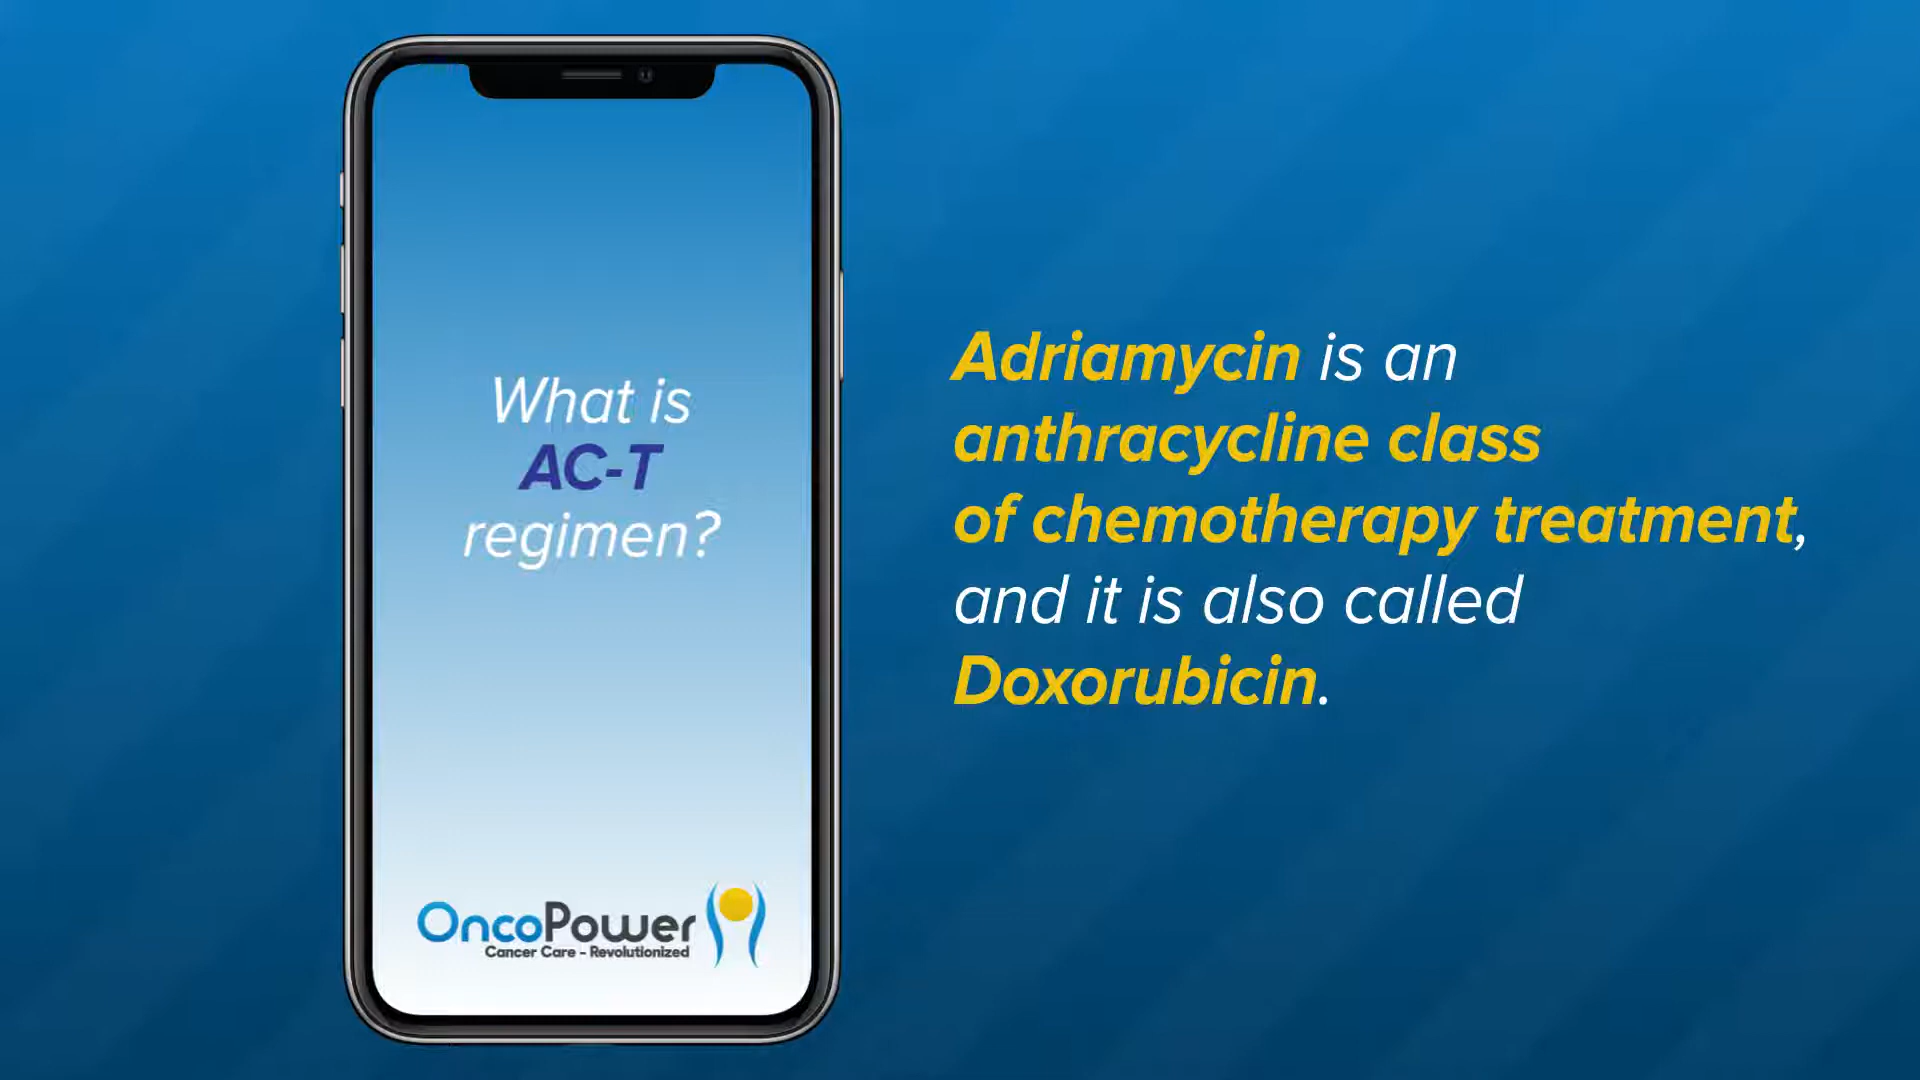 What is
AC-T
regimen?
OncoPower
Cancer Care - Revolutionized
Adriamycin is an
anthracycline class
of chemotherapy treatment,
and it is also called
Doxorubicin.